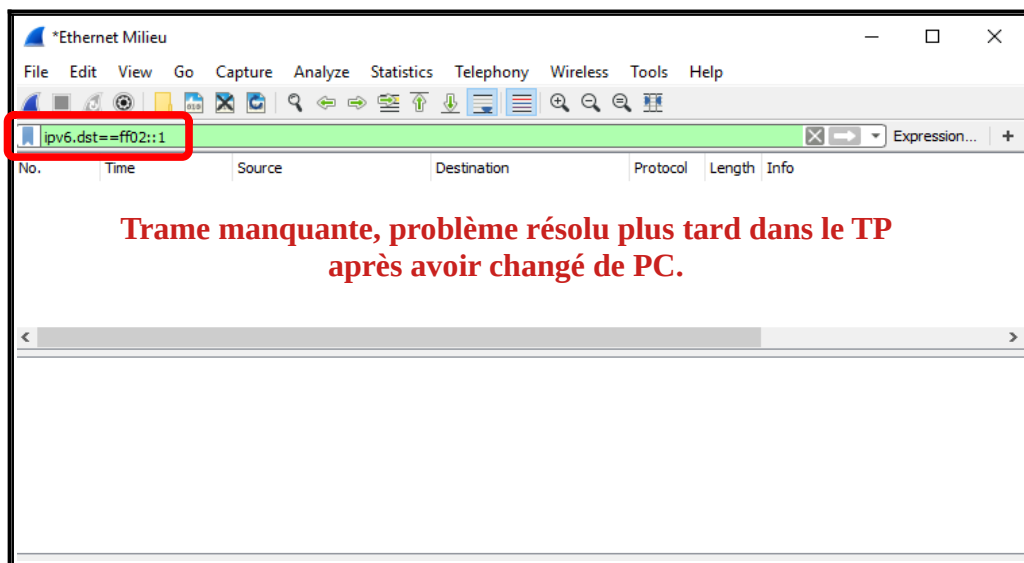 *Ethernet Milieu
File Edit View Go Capture Analyze Statistics Telephony Wireless Tools Help
ipv6.dst==ff02::1 Expression... +
No. Time Source Destination Protocol Length Info
Trame manquante, problème résolu plus tard dans le TP
après avoir changé de PC.